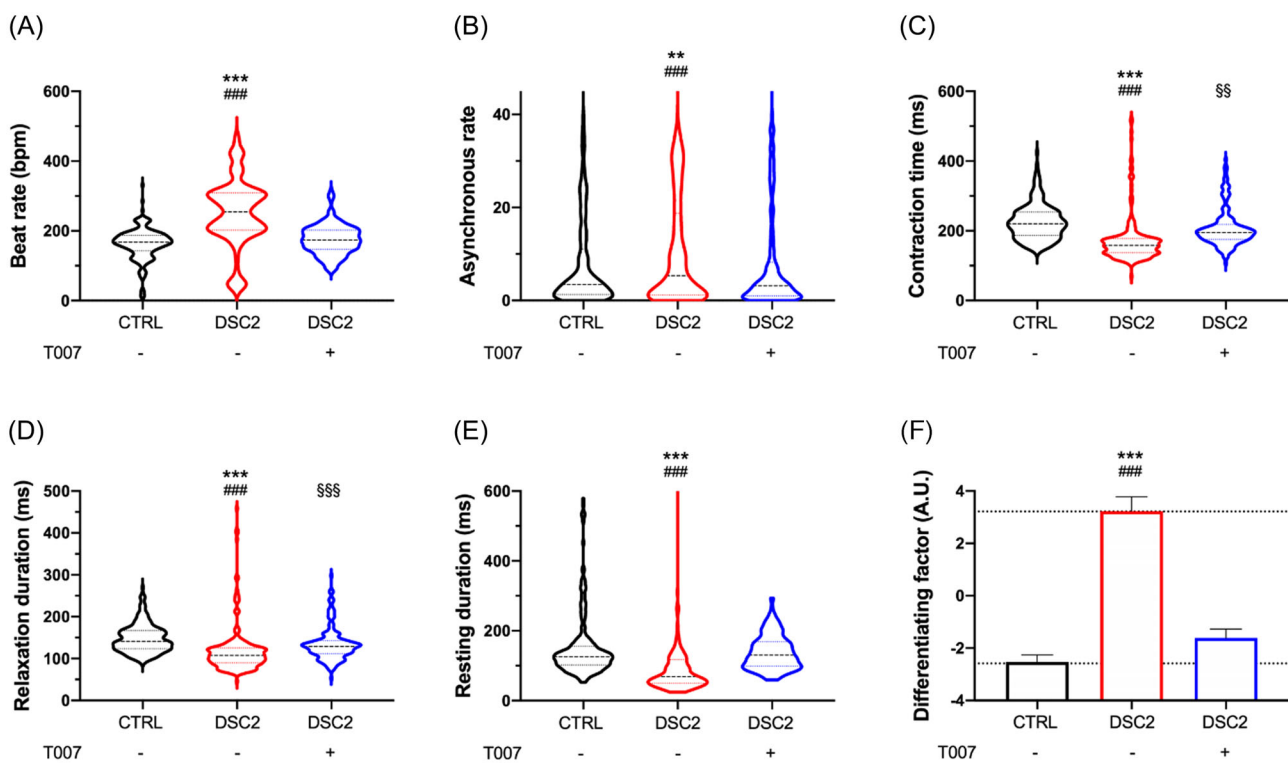 (A)
Beat rate (bpm)
600
400
200
0
***
###
CTRL DSC2 DSC2
T007 - - +
(B)
Asynchronous rate
40
20
0
**
###
CTRL DSC2 DSC2
T007 - - +
(C)
Contraction time (ms)
600
400
200
0
***
###
§§
CTRL DSC2 DSC2
T007 - - +
(D)
Relaxation duration (ms)
500
400
300
200
150
100
50
0
***
###
§§§
CTRL DSC2 DSC2
T007 - - +
(E)
Resting duration (ms)
600
400
200
100
0
***
###
CTRL DSC2 DSC2
T007 - - +
(F)
Differentiating factor (A.U.)
4
2
0
-2
-4
***
###
CTRL DSC2 DSC2
T007 - - +